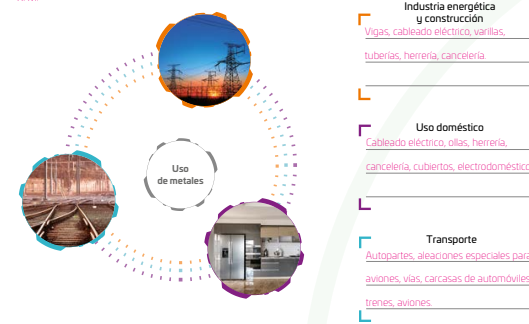 Industria energética
y construcción
Vigas, cableado eléctrico, varillas,
tuberías, herrería, cancelería.
Uso doméstico
Cableado eléctrico, ollas, herrería,
cancelería, cubiertos, electrodoméstico
Transporte
Autopartes, aleaciones especiales para
aviones, vías, carcasas de automóviles
trenes, aviones.
Uso
de metales